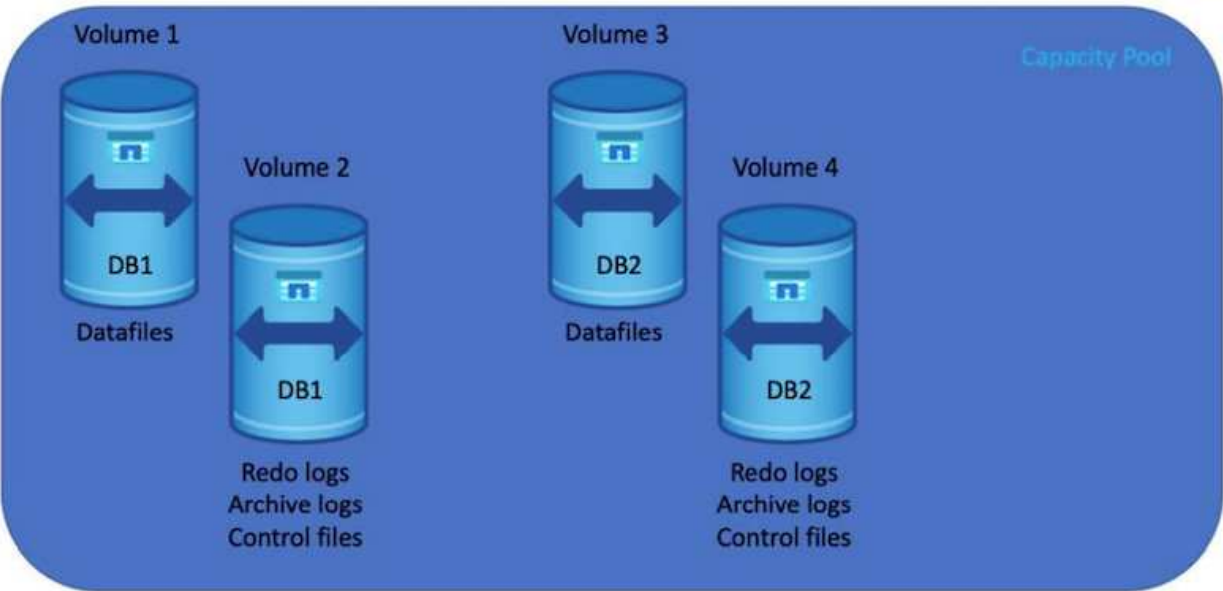 Volume 1
Volume 3
Capacity Pool
Volume 2
Volume 4
DB1
DB2
Datafiles
Datafiles
DB1
DB2
Redo logs
Archive logs
Control files
Redo logs
Archive logs
Control files